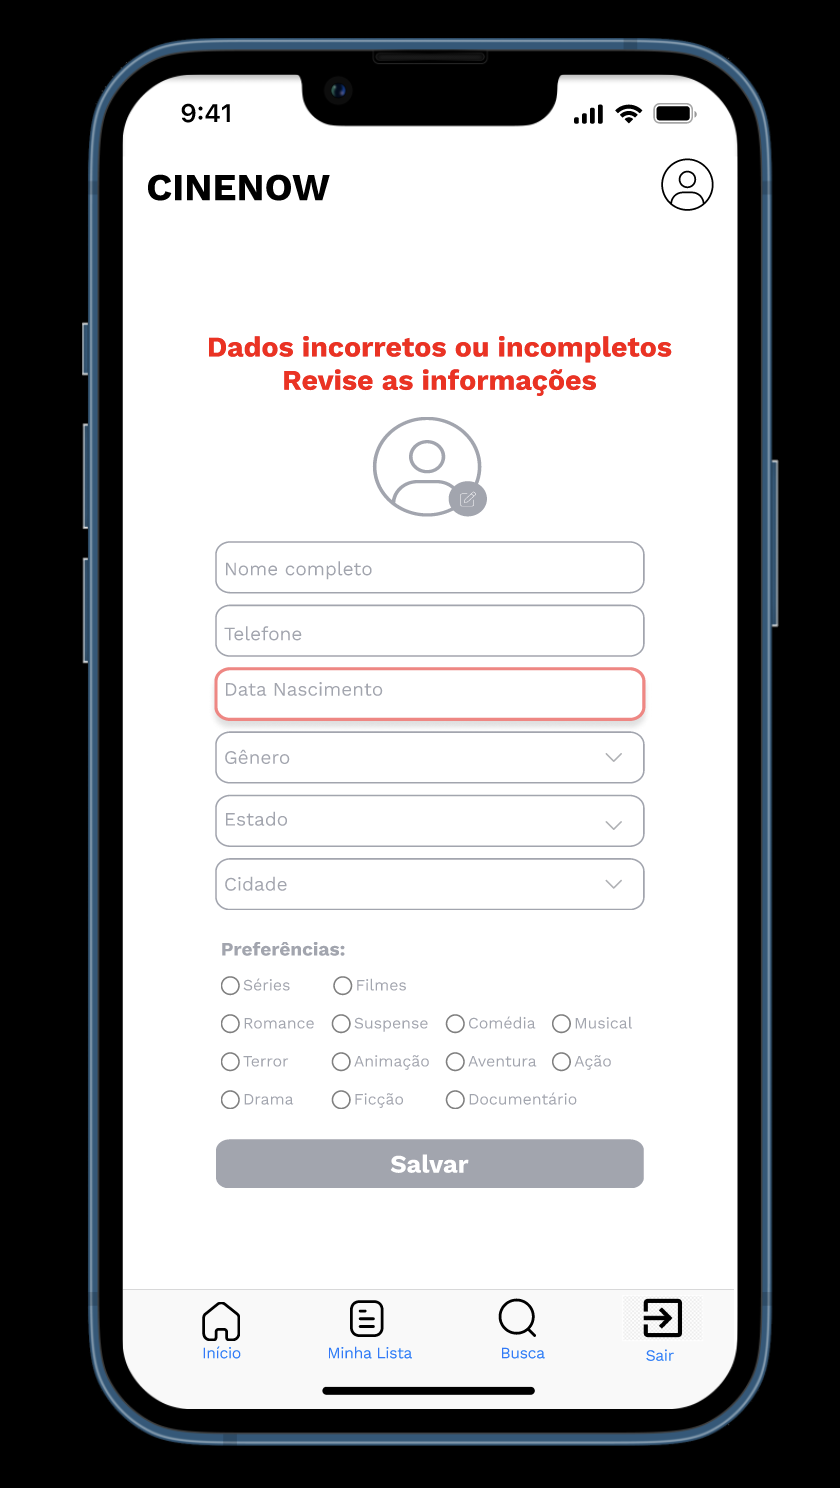 9:41
CINENOW
Dados incorretos ou incompletos
Revise as informações
Nome completo
Telefone
Data Nascimento
Gênero
Estado
Cidade
Preferências:
Séries Filmes
Romance Suspense Comédia Musical
Terror Animação Aventura Ação
Drama Ficção Documentário
Salvar
Início Minha Lista Busca Sair